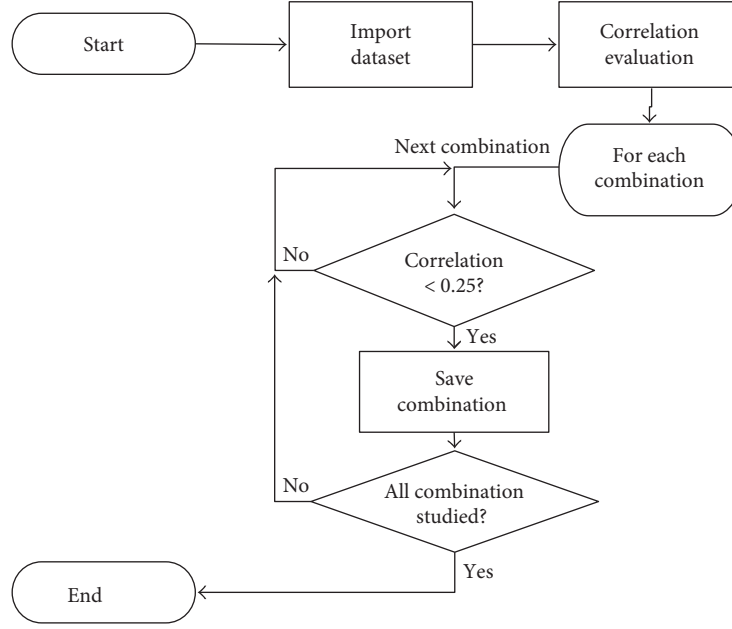 Start
Import
dataset
Correlation
evaluation
For each
combination
Next combination
No
Correlation
< 0.25?
Yes
Save
combination
No
All combination
studied?
Yes
End